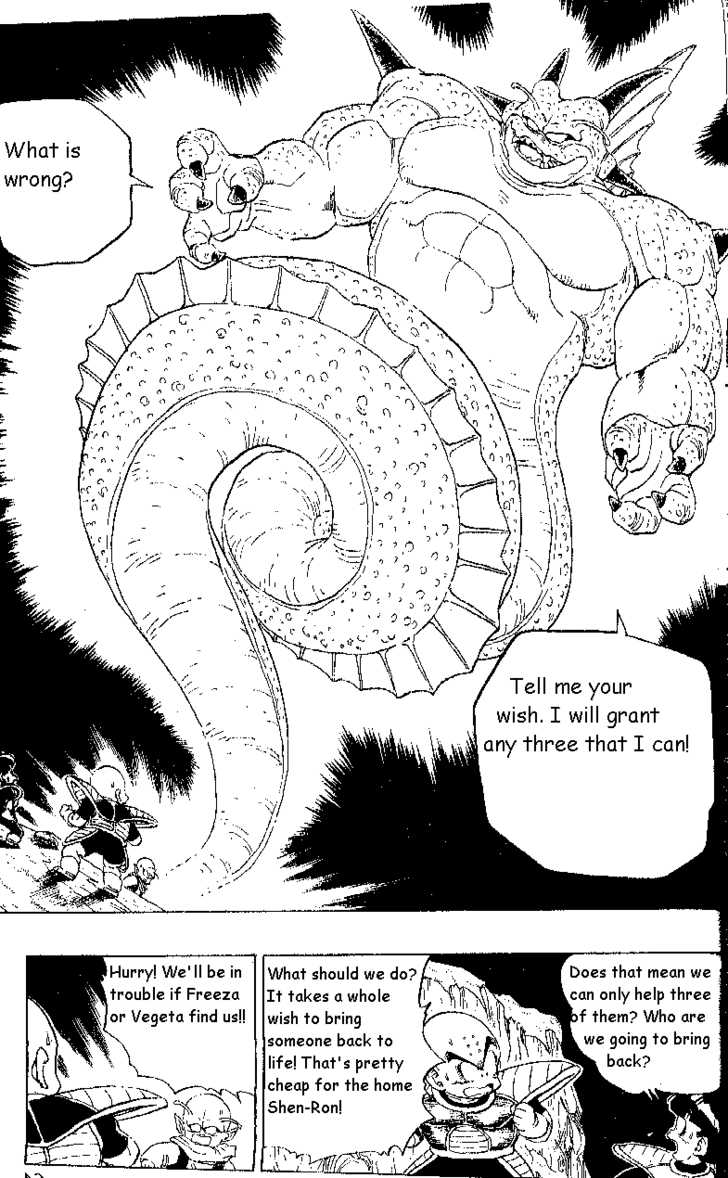 What is
wrong?
Tell me your
wish. I will grant
any three that I can!
Hurry! We'll be in
trouble if Freeza
or Vegeta find us!!
What should we do?
It takes a whole
wish to bring
someone back to
life! That's pretty
cheap for the home
Shen-Ron!
Does that mean we
can only help three
of them? Who are
we going to bring
back?